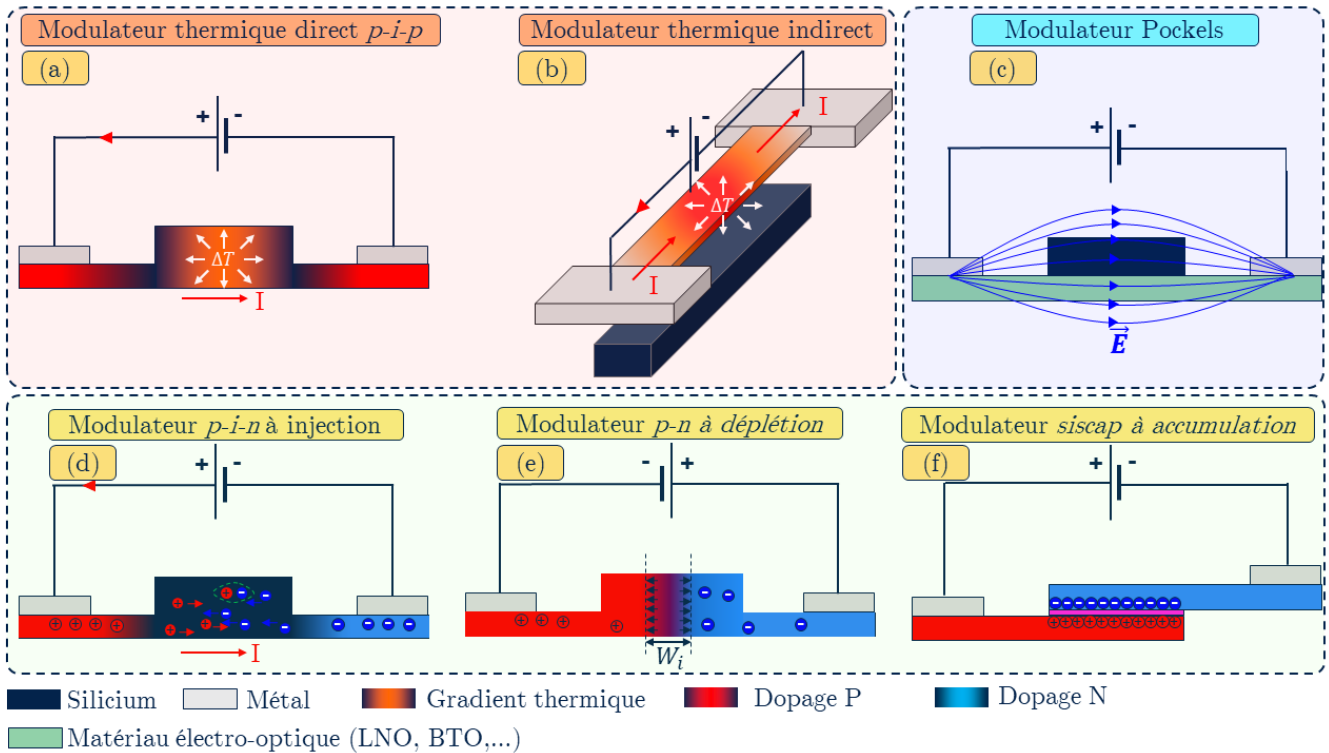 Modulateur thermique direct p-i-p
(a)
+ -
ΔT
I
Modulateur thermique indirect
(b)
I
+ -
ΔT
I
Modulateur Pockels
(c)
+ -
E
Modulateur p-i-n à injection
(d)
+ -
I
Modulateur p-n à déplétion
(e)
- +
W_i
Modulateur siscap à accumulation
(f)
+ -
Silicium Métal Gradient thermique Dopage P Dopage N
Matériau électro-optique (LNO, BTO,...)